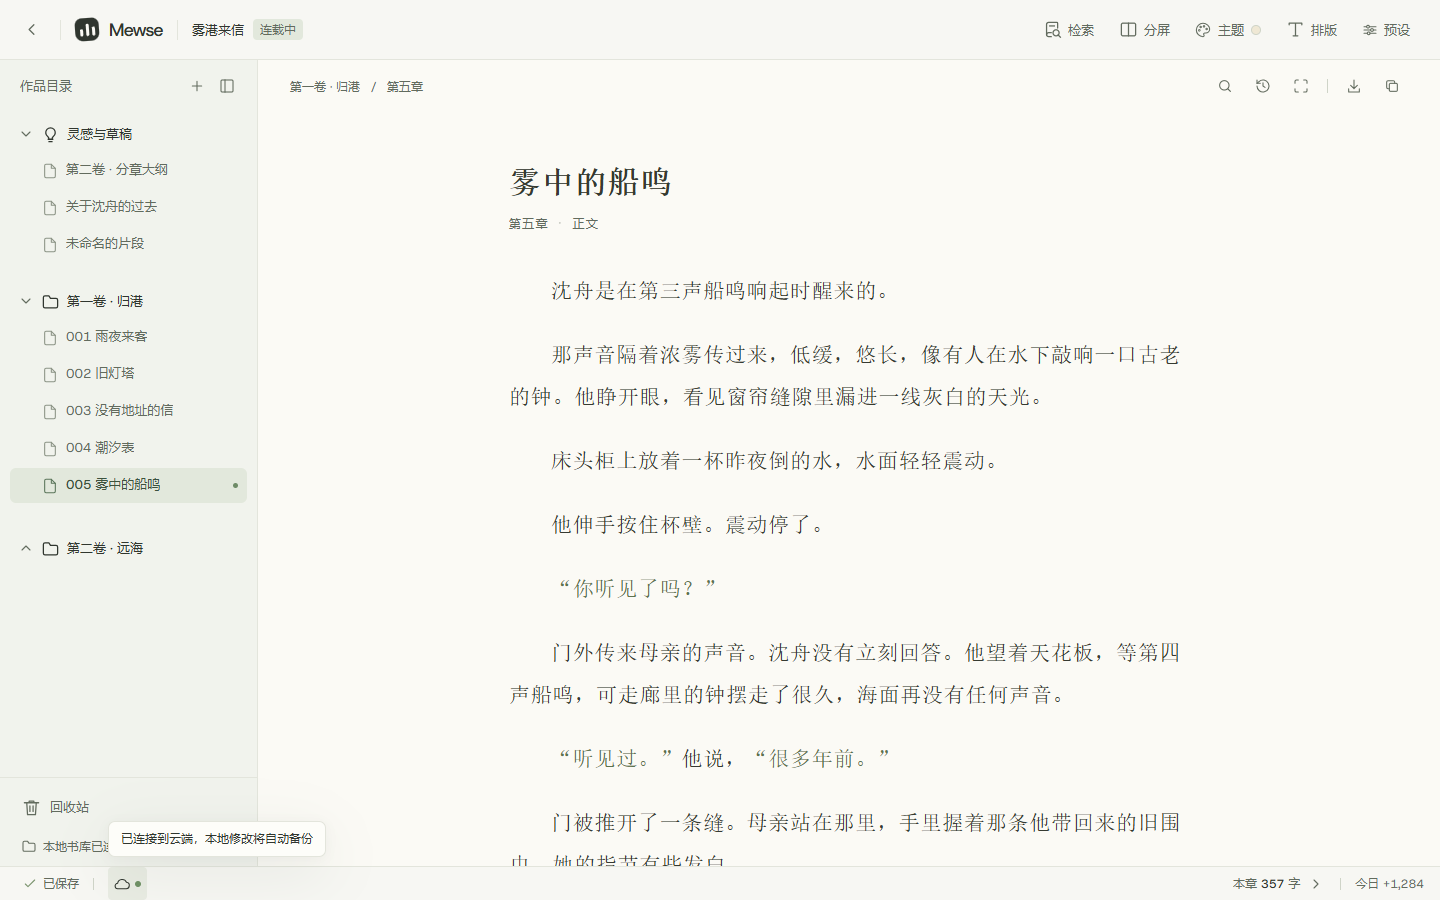 Mewse
雾港来信 连载中
检索 分屏 主题 排版 预设
作品目录
灵感与草稿
第二卷 · 分章大纲
关于沈舟的过去
未命名的片段
第一卷 · 归港
001 雨夜来客
002 旧灯塔
003 没有地址的信
004 潮汐表
005 雾中的船鸣
第二卷 · 远海
回收站
本地书库已
已连接到云端，本地修改将自动备份
已保存
第一卷 · 归港 / 第五章
雾中的船鸣
第五章 · 正文
沈舟是在第三声船鸣响起时醒来的。
那声音隔着浓雾传过来，低缓，悠长，像有人在水下敲响一口古老
的钟。他睁开眼，看见窗帘缝隙里漏进一线灰白的天光。
床头柜上放着一杯昨夜倒的水，水面轻轻震动。
他伸手按住杯壁。震动停了。
“你听见了吗？”
门外传来母亲的声音。沈舟没有立刻回答。他望着天花板，等第四
声船鸣，可走廊里的钟摆走了很久，海面再没有任何声音。
“听见过。”他说，“很多年前。”
门被推开了一条缝。母亲站在那里，手里握着那条他带回来的旧围
巾，她的指节有些发白。
本章 357 字
今日 +1,284